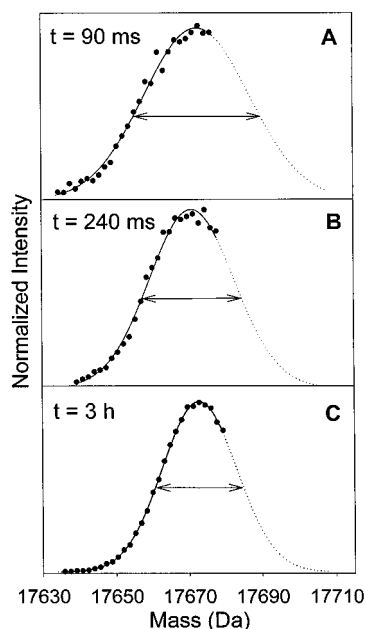 t = 90 ms A
t = 240 ms B
t = 3 h C
Normalized Intensity
17630 17650 17670 17690 17710
Mass (Da)